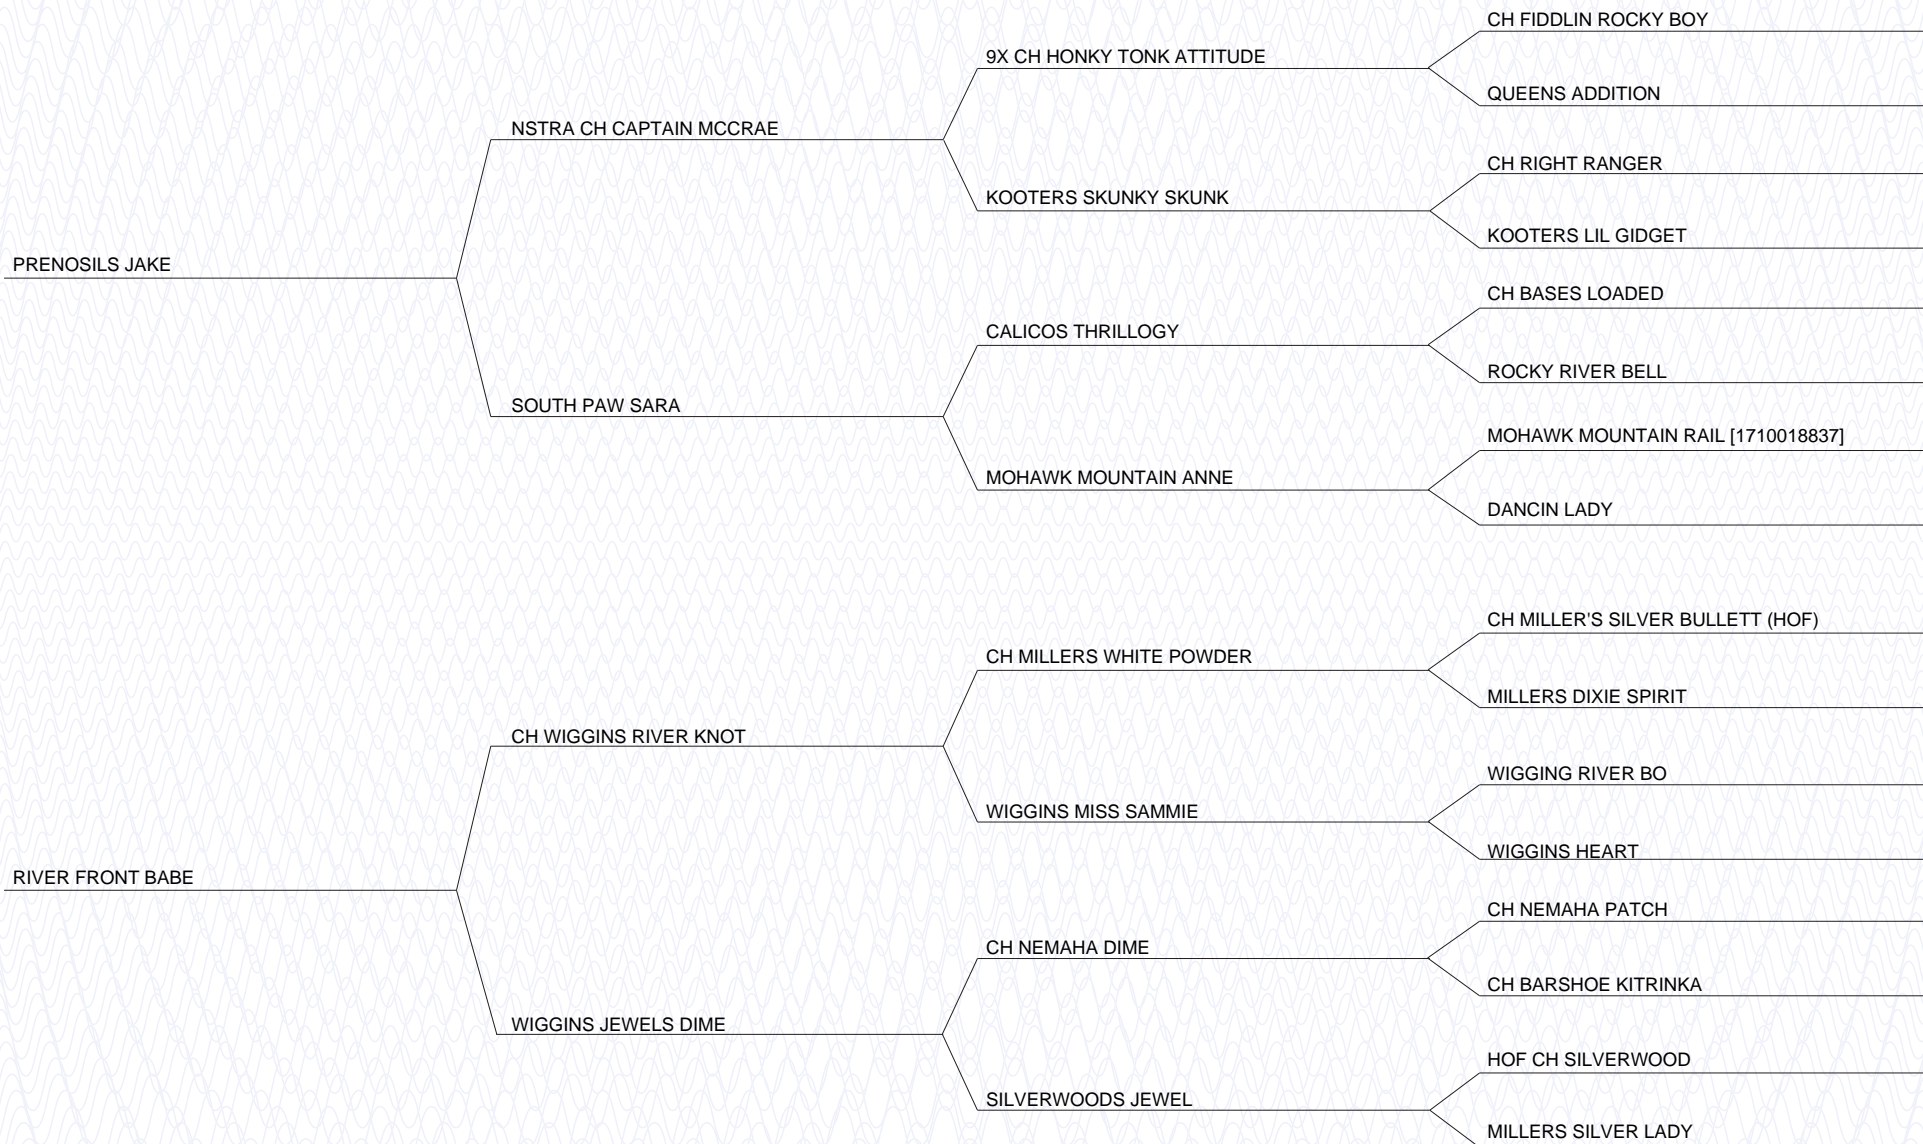 CH FIDDLIN ROCKY BOY
9X CH HONKY TONK ATTITUDE
QUEENS ADDITION
NSTRA CH CAPTAIN MCCRAE
CH RIGHT RANGER
KOOTERS SKUNKY SKUNK
KOOTERS LIL GIDGET
PRENOSILS JAKE
CH BASES LOADED
CALICOS THRILLOGY
ROCKY RIVER BELL
SOUTH PAW SARA
MOHAWK MOUNTAIN RAIL [1710018837]
MOHAWK MOUNTAIN ANNE
DANCIN LADY
CH MILLER'S SILVER BULLETT (HOF)
CH MILLERS WHITE POWDER
MILLERS DIXIE SPIRIT
CH WIGGINS RIVER KNOT
WIGGING RIVER BO
WIGGINS MISS SAMMIE
WIGGINS HEART
RIVER FRONT BABE
CH NEMAHA PATCH
CH NEMAHA DIME
CH BARSHOE KITRINKA
WIGGINS JEWELS DIME
HOF CH SILVERWOOD
SILVERWOODS JEWEL
MILLERS SILVER LADY